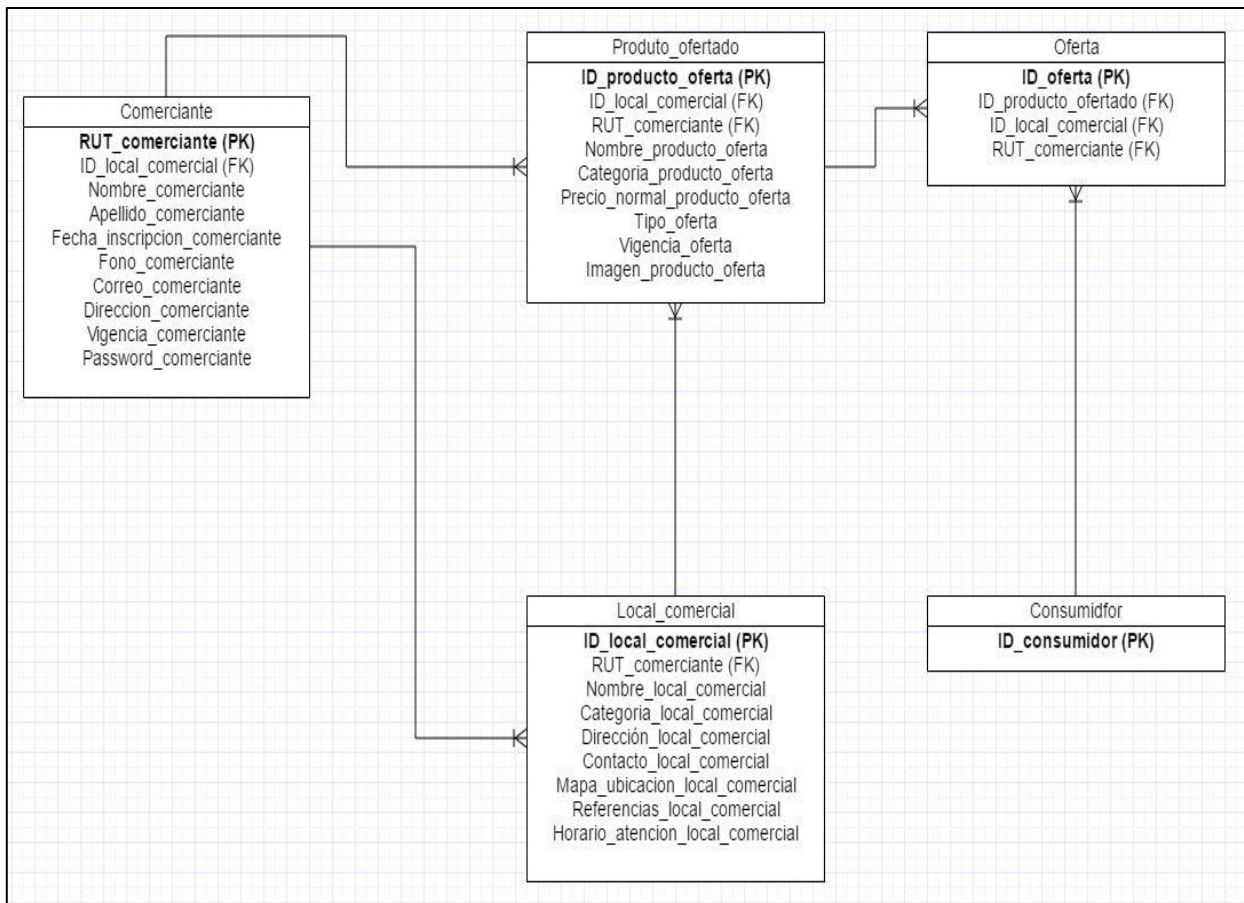 Comerciante
RUT_comerciante (PK)
ID_local_comercial (FK)
Nombre_comerciante
Apellido_comerciante
Fecha_inscripcion_comerciante
Fono_comerciante
Correo_comerciante
Direccion_comerciante
Vigencia_comerciante
Password_comerciante
Produto_ofertado
ID_producto_oferta (PK)
ID_local_comercial (FK)
RUT_comerciante (FK)
Nombre_producto_oferta
Categoria_producto_oferta
Precio_normal_producto_oferta
Tipo_oferta
Vigencia_oferta
Imagen_producto_oferta
Oferta
ID_oferta (PK)
ID_producto_ofertado (FK)
ID_local_comercial (FK)
RUT_comerciante (FK)
Local_comercial
ID_local_comercial (PK)
RUT_comerciante (FK)
Nombre_local_comercial
Categoria_local_comercial
Dirección_local_comercial
Contacto_local_comercial
Mapa_ubicacion_local_comercial
Referencias_local_comercial
Horario_atencion_local_comercial
Consumidfor
ID_consumidor (PK)